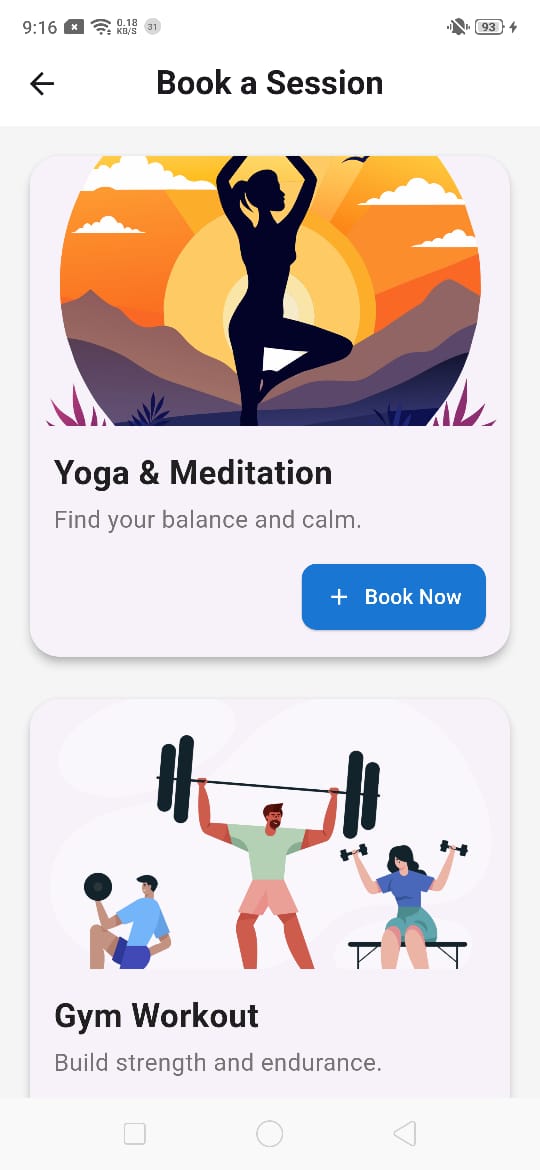 9:16 0.18 KB/S 31 93
Book a Session
Yoga & Meditation
Find your balance and calm.
+ Book Now
Gym Workout
Build strength and endurance.